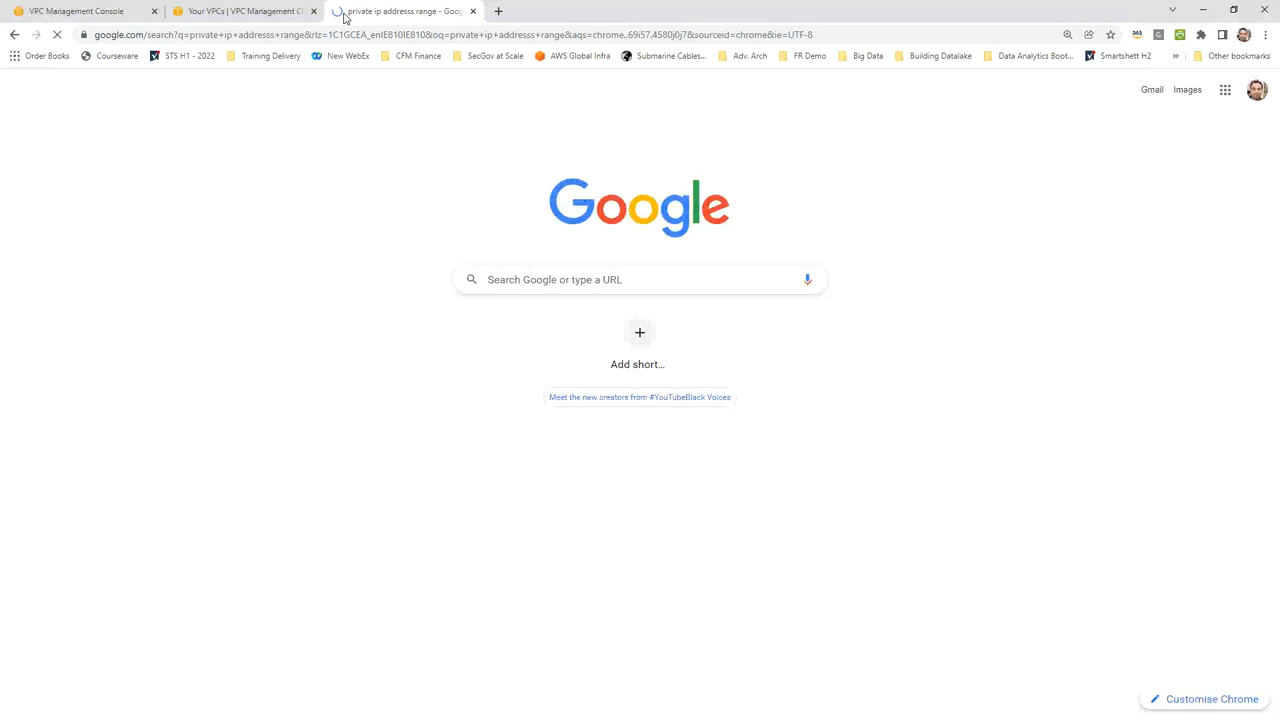 VPC Management Console
Your VPCs | VPC Management Co
private ip addresss range - Goog
google.com/search?q=private+ip+addresss+range&rlz=1C1GCEA_enIE810IE810&oq=private+ip+addresss+range&aqs=chrome..69i57.4580j0j7&sourceid=chrome&ie=UTF-8
Order Books Courseware STS H1 - 2022 Training Delivery New WebEx CFM Finance SecGov at Scale AWS Global Infra Submarine Cables... Adv. Arch FR Demo Big Data Building Datalake Data Analytics Boot... Smartshett H2 » Other bookmarks
Gmail Images
Google
Search Google or type a URL
Add short...
Meet the new creators from #YouTubeBlack Voices
Customise Chrome